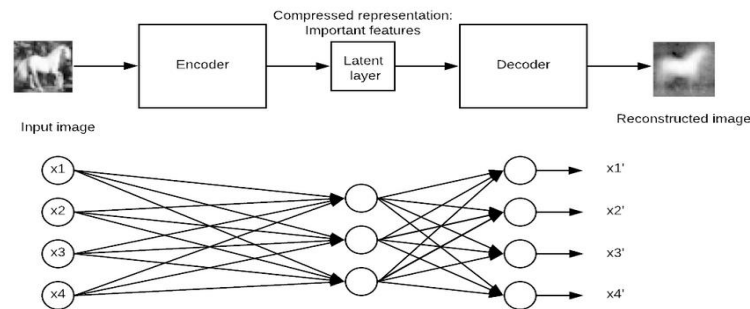 Compressed representation:
Important features
Encoder
Latent
layer
Decoder
Input image
Reconstructed image
x1
x1'
x2
x2'
x3
x3'
x4
x4'